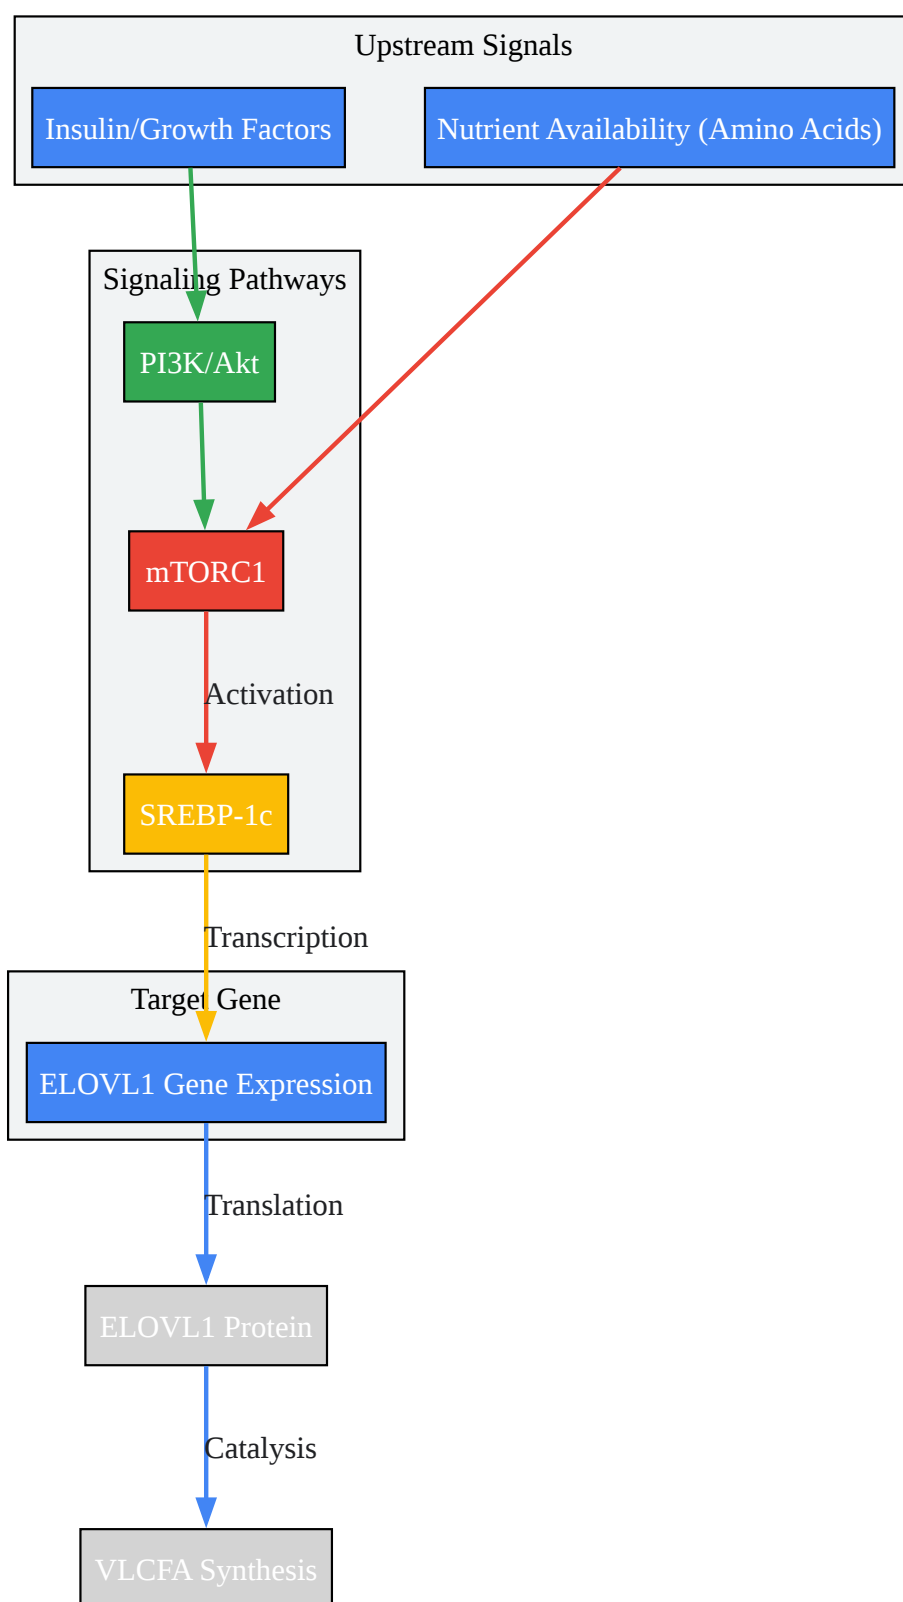 Upstream Signals
Insulin/Growth Factors
Nutrient Availability (Amino Acids)
Signaling Pathways
PI3K/Akt
mTORC1
Activation
SREBP-1c
Transcription
Target Gene
ELOVL1 Gene Expression
Translation
ELOVL1 Protein
Catalysis
VLCFA Synthesis